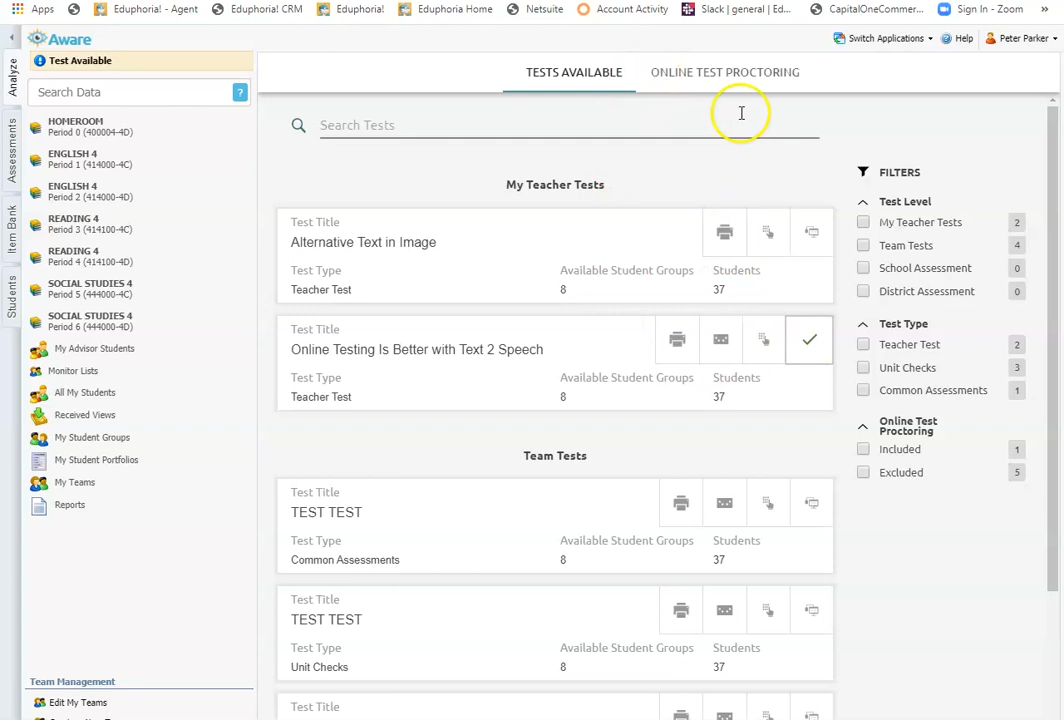 Apps
Eduphoria! - Agent
Eduphoria! CRM
Eduphoria!
Eduphoria Home
Netsuite
Account Activity
Slack | general | Ed...
CapitalOneCommer...
Sign In - Zoom
»
Aware
Switch Applications
Help
Peter Parker
Analyze
Assessments
Item Bank
Students
Test Available
Search Data
?
HOMEROOM
Period 0 (400004-4D)
ENGLISH 4
Period 1 (414000-4C)
ENGLISH 4
Period 2 (414000-4D)
READING 4
Period 3 (414100-4C)
READING 4
Period 4 (414100-4D)
SOCIAL STUDIES 4
Period 5 (444000-4C)
SOCIAL STUDIES 4
Period 6 (444000-4D)
My Advisor Students
Monitor Lists
All My Students
Received Views
My Student Groups
My Student Portfolios
My Teams
Reports
Team Management
Edit My Teams
TESTS AVAILABLE
ONLINE TEST PROCTORING
Search Tests
My Teacher Tests
Test Title
Alternative Text in Image
Test Type Available Student Groups Students
Teacher Test 8 37
Test Title
Online Testing Is Better with Text 2 Speech
Test Type Available Student Groups Students
Teacher Test 8 37
Team Tests
Test Title
TEST TEST
Test Type Available Student Groups Students
Common Assessments 8 37
Test Title
TEST TEST
Test Type Available Student Groups Students
Unit Checks 8 37
Test Title
FILTERS
Test Level
My Teacher Tests 2
Team Tests 4
School Assessment 0
District Assessment 0
Test Type
Teacher Test 2
Unit Checks 3
Common Assessments 1
Online Test
Proctoring
Included 1
Excluded 5